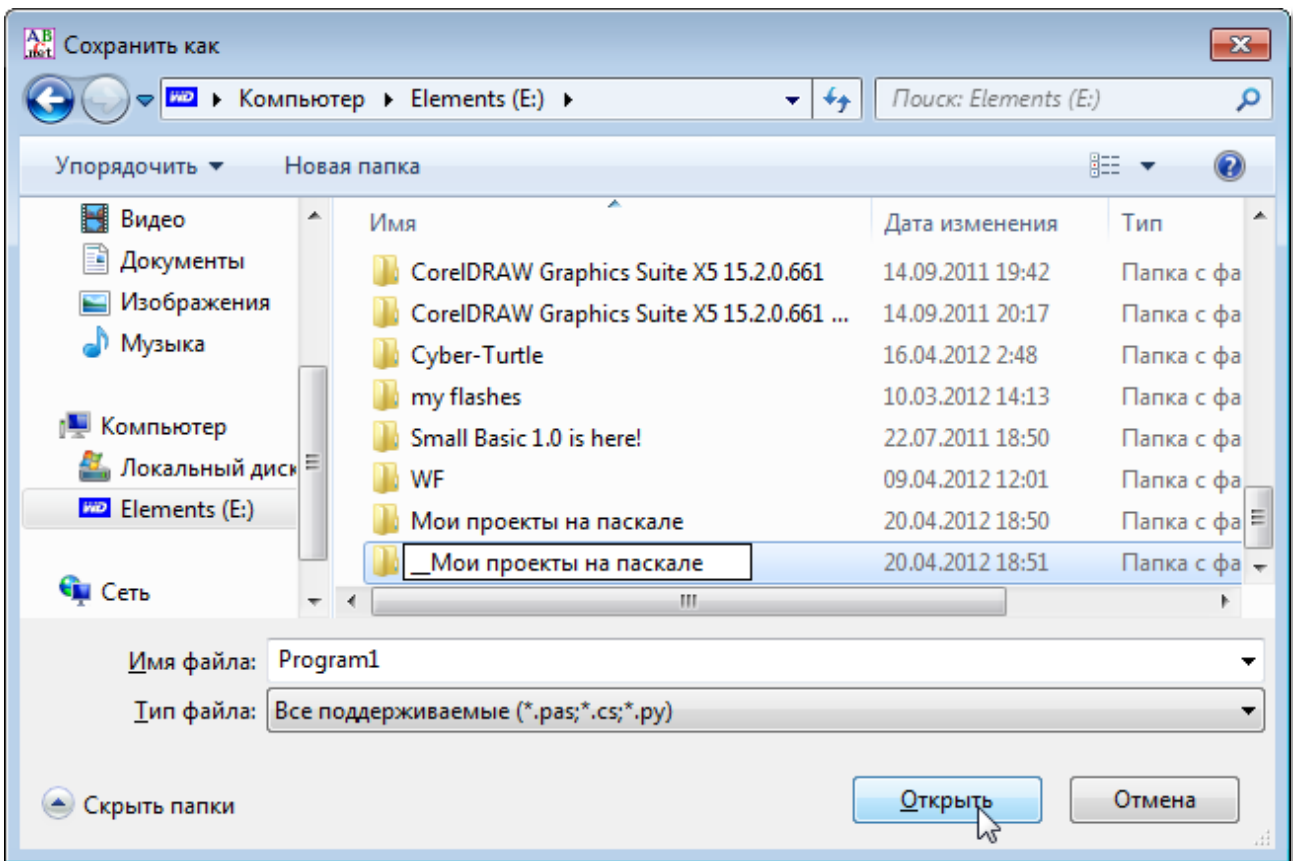 AB .net Сохранить как
WD Компьютер Elements (E:) Поиск: Elements (E:)
Упорядочить Новая папка
Видео
Документы
Изображения
Музыка
Компьютер
Локальный диск
WD Elements (E:)
Сеть
Имя Дата изменения Тип
CorelDRAW Graphics Suite X5 15.2.0.661 14.09.2011 19:42 Папка с фа
CorelDRAW Graphics Suite X5 15.2.0.661 ... 14.09.2011 20:17 Папка с фа
Cyber-Turtle 16.04.2012 2:48 Папка с фа
my flashes 10.03.2012 14:13 Папка с фа
Small Basic 1.0 is here! 22.07.2011 18:50 Папка с фа
WF 09.04.2012 12:01 Папка с фа
Мои проекты на паскале 20.04.2012 18:50 Папка с фа
__Мои проекты на паскале 20.04.2012 18:51 Папка с фа
Имя файла: Program1
Тип файла: Все поддерживаемые (*.pas;*.cs;*.py)
Скрыть папки Открыть Отмена